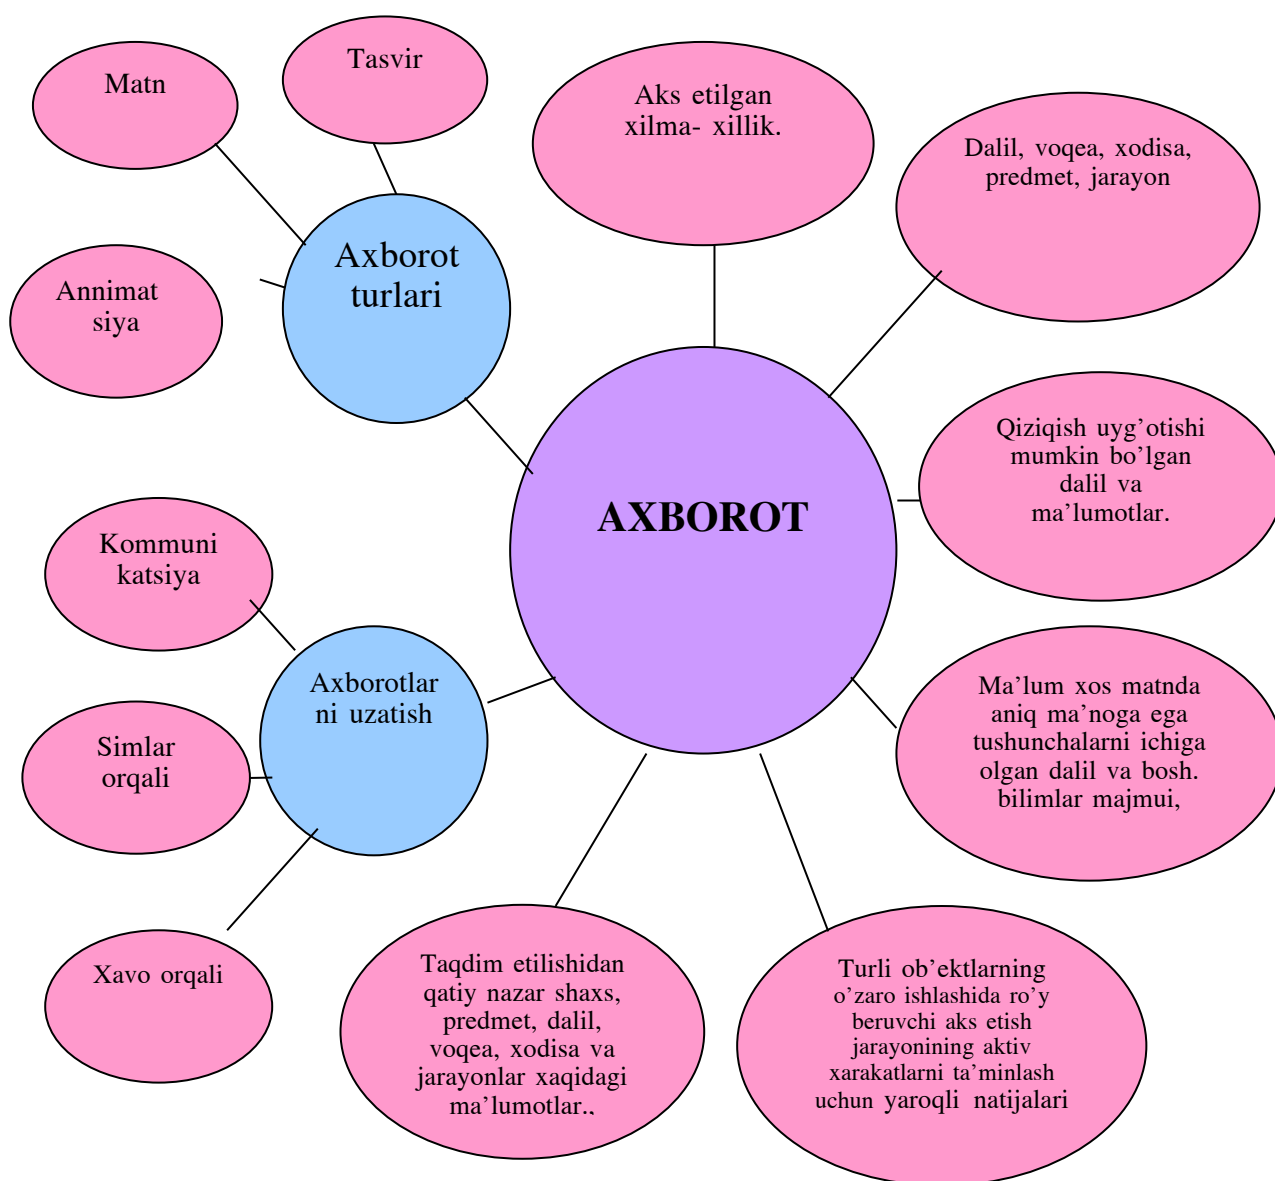 Matn
Tasvir
Aks etilgan
xilma- xillik.
Dalil, voqea, xodisa,
predmet, jarayon
Axborot
turlari
Annimat
siya
Qiziqish uyg’otishi
mumkin bo’lgan
dalil va
ma’lumotlar.
AXBOROT
Kommuni
katsiya
Axborotlar
ni uzatish
Ma’lum xos matnda
aniq ma’noga ega
tushunchalarni ichiga
olgan dalil va bosh.
bilimlar majmui,
Simlar
orqali
Xavo orqali
Taqdim etilishidan
qatiy nazar shaxs,
predmet, dalil,
voqea, xodisa va
jarayonlar xaqidagi
ma’lumotlar.,
Turli ob’ektlarning
o’zaro ishlashida ro’y
beruvchi aks etish
jarayonining aktiv
xarakatlarni ta’minlash
uchun yaroqli natijalari